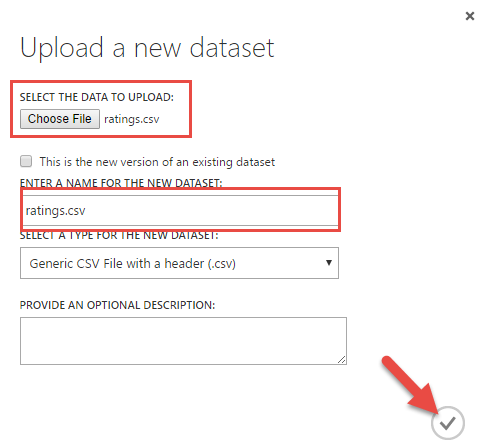 Upload a new dataset
SELECT THE DATA TO UPLOAD:
Choose File ratings.csv
This is the new version of an existing dataset
ENTER A NAME FOR THE NEW DATASET:
ratings.csv
SELECT A TYPE FOR THE NEW DATASET:
Generic CSV File with a header (.csv)
PROVIDE AN OPTIONAL DESCRIPTION: